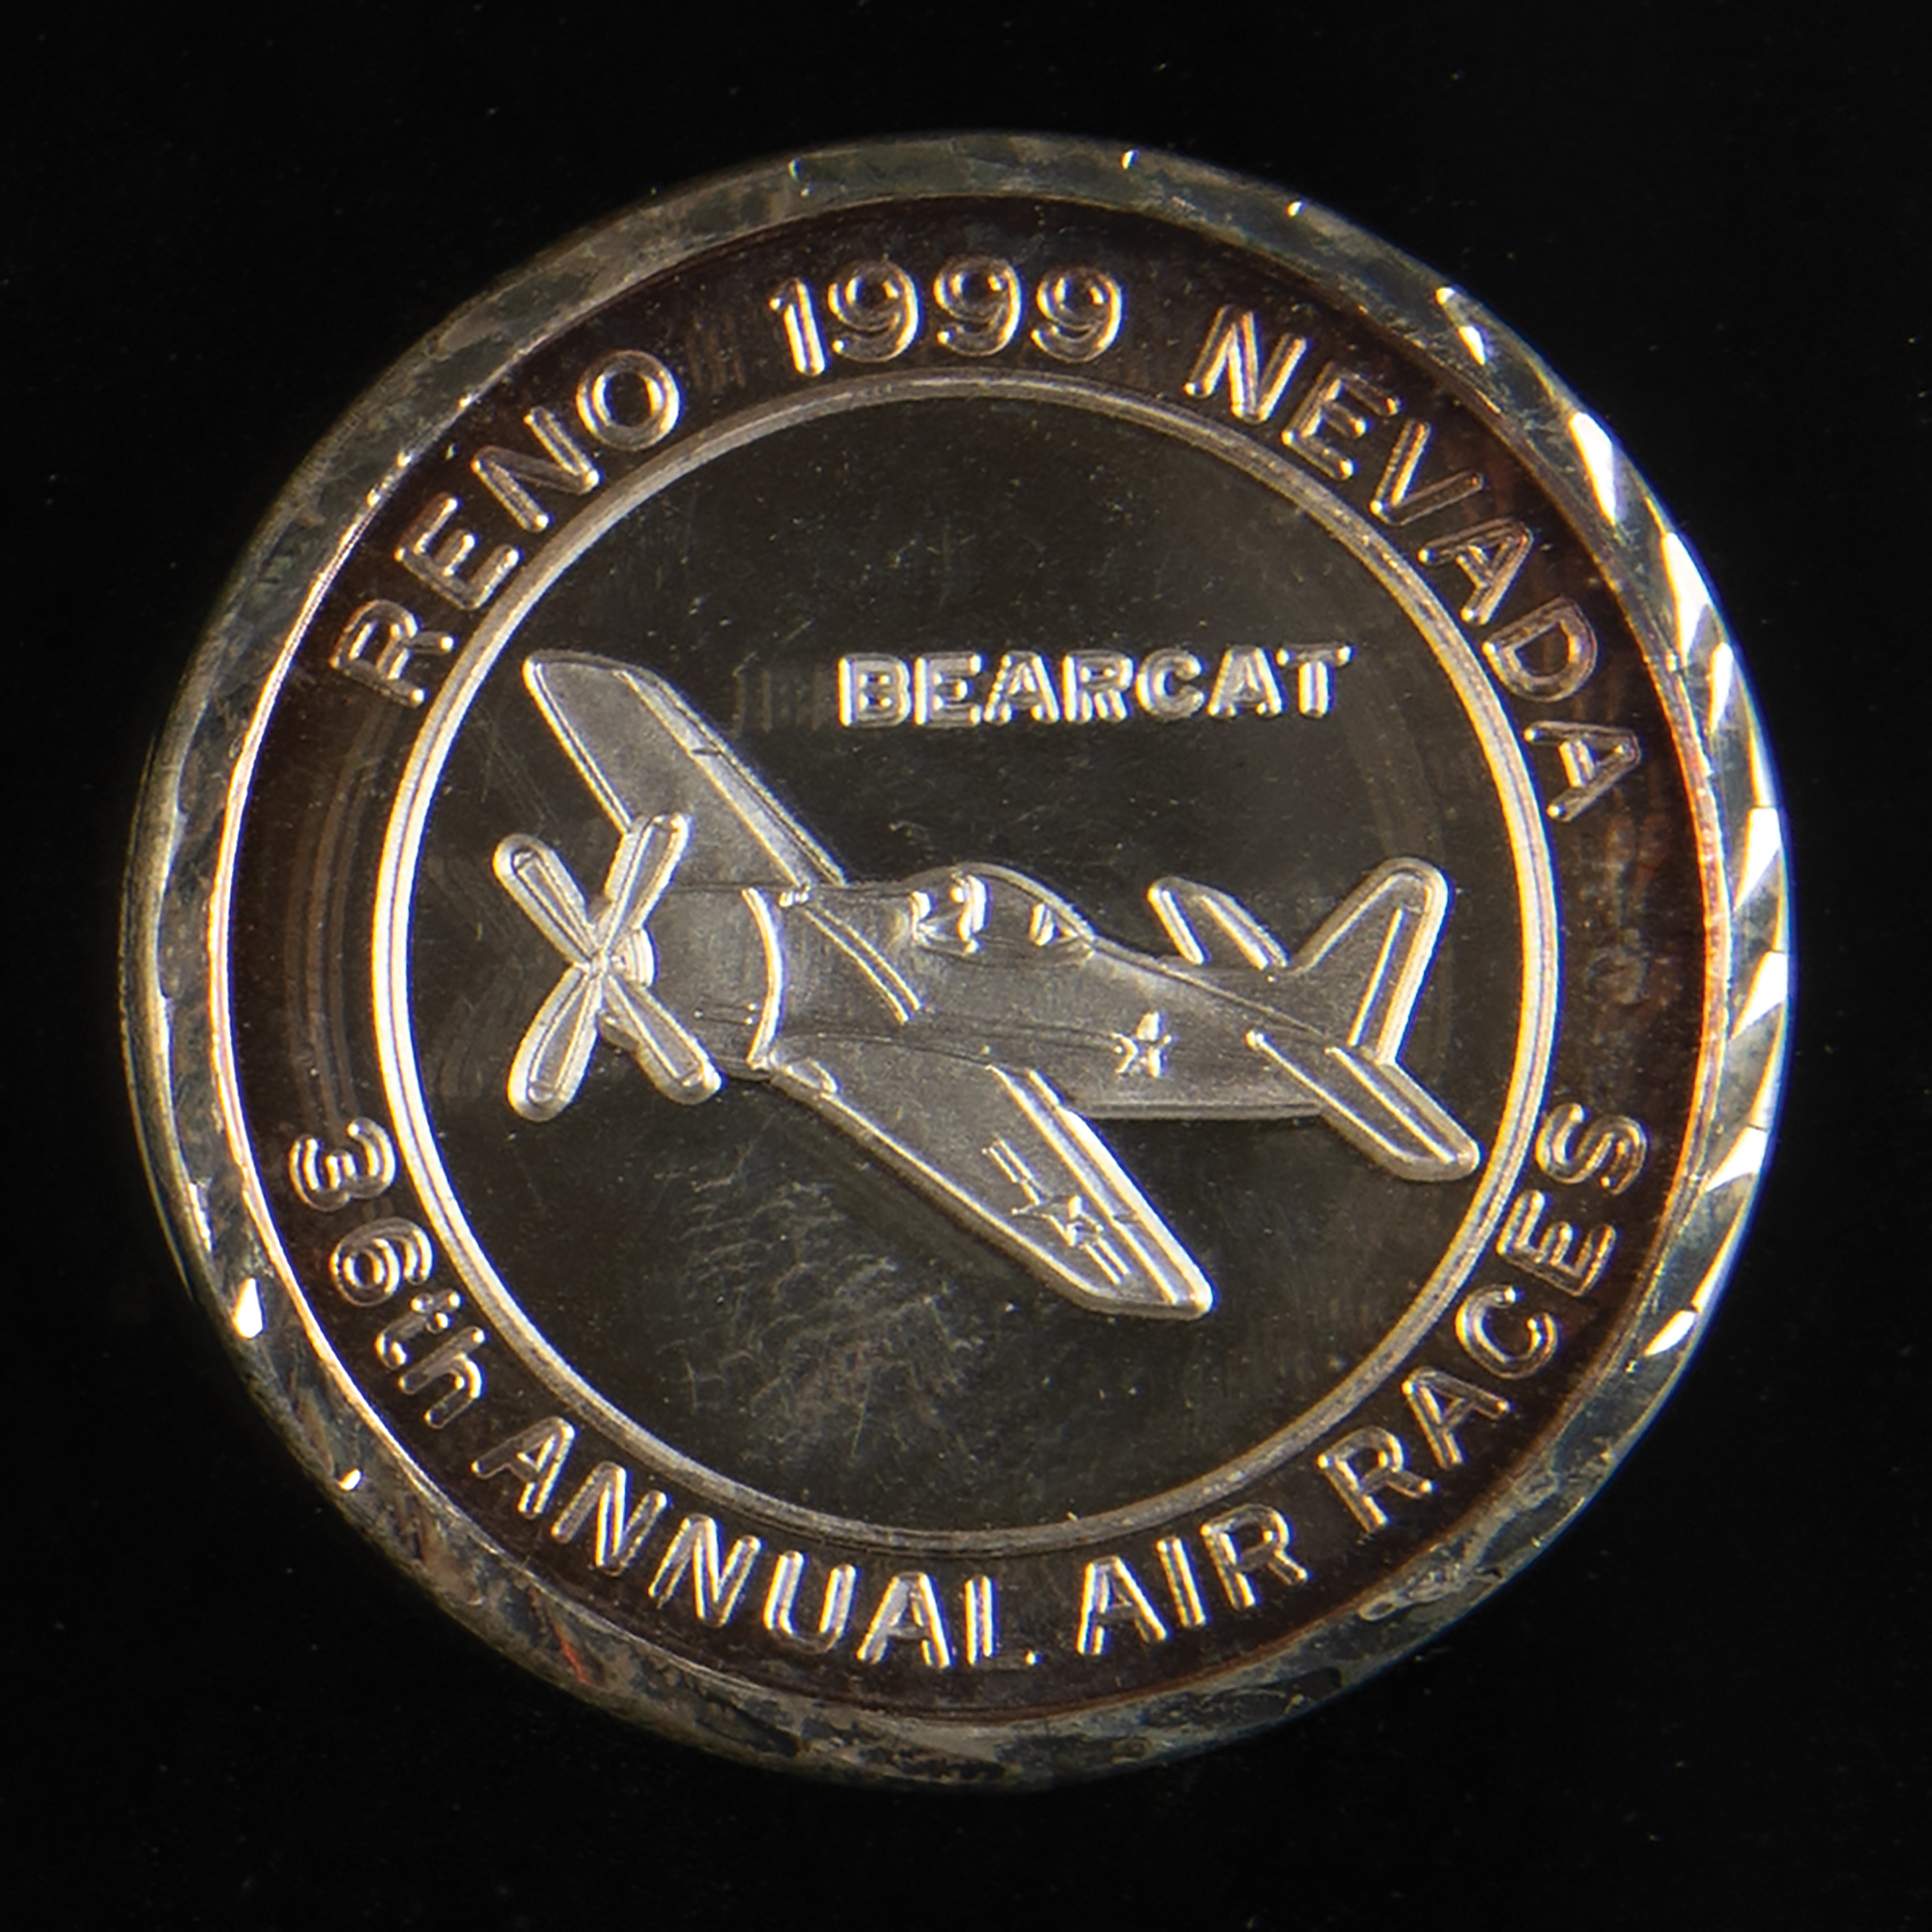 RENO 1999 NEVADA
BEARCAT
36th ANNUAL AIR RACES